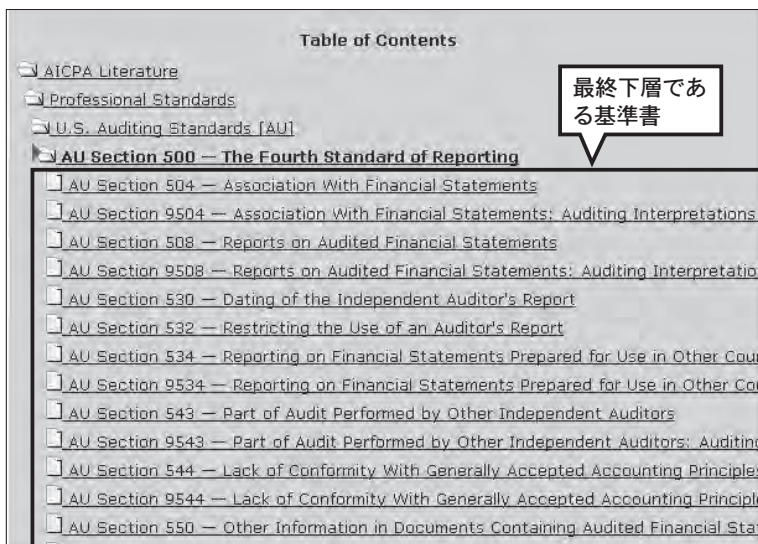 Table of Contents
AICPA Literature
Professional Standards
U.S. Auditing Standards [AU]
AU Section 500 — The Fourth Standard of Reporting
最終下層であ
る基準書
AU Section 504 — Association With Financial Statements
AU Section 9504 — Association With Financial Statements: Auditing Interpretations
AU Section 508 — Reports on Audited Financial Statements
AU Section 9508 — Reports on Audited Financial Statements: Auditing Interpretatio
AU Section 530 — Dating of the Independent Auditor's Report
AU Section 532 — Restricting the Use of an Auditor's Report
AU Section 534 — Reporting on Financial Statements Prepared for Use in Other Cou
AU Section 9534 — Reporting on Financial Statements Prepared for Use in Other Co
AU Section 543 — Part of Audit Performed by Other Independent Auditors
AU Section 9543 — Part of Audit Performed by Other Independent Auditors: Auditing
AU Section 544 — Lack of Conformity With Generally Accepted Accounting Principles
AU Section 9544 — Lack of Conformity With Generally Accepted Accounting Principl
AU Section 550 — Other Information in Documents Containing Audited Financial Sta